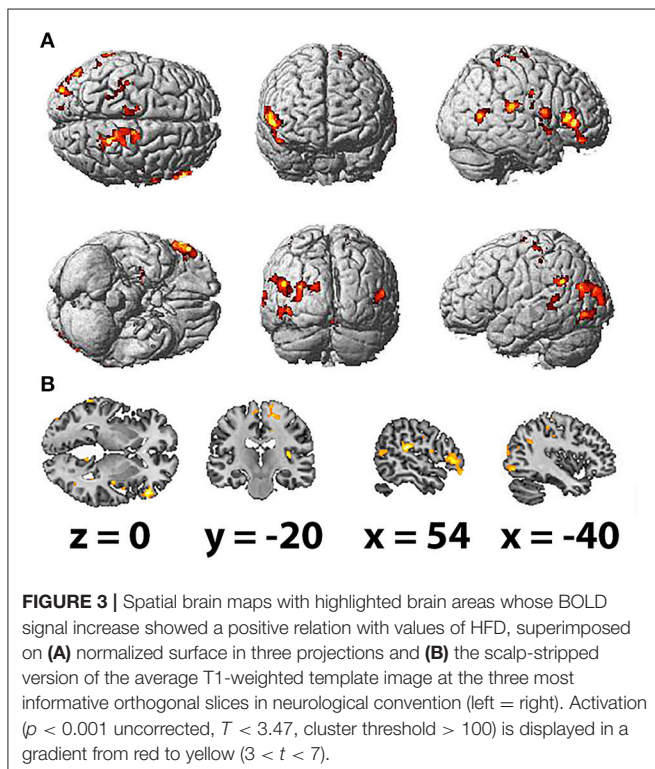 A
B
z = 0 y = -20 x = 54 x = -40
FIGURE 3 | Spatial brain maps with highlighted brain areas whose BOLD
signal increase showed a positive relation with values of HFD, superimposed
on (A) normalized surface in three projections and (B) the scalp-stripped
version of the average T1-weighted template image at the three most
informative orthogonal slices in neurological convention (left = right). Activation
(p < 0.001 uncorrected, T < 3.47, cluster threshold > 100) is displayed in a
gradient from red to yellow (3 < t < 7).